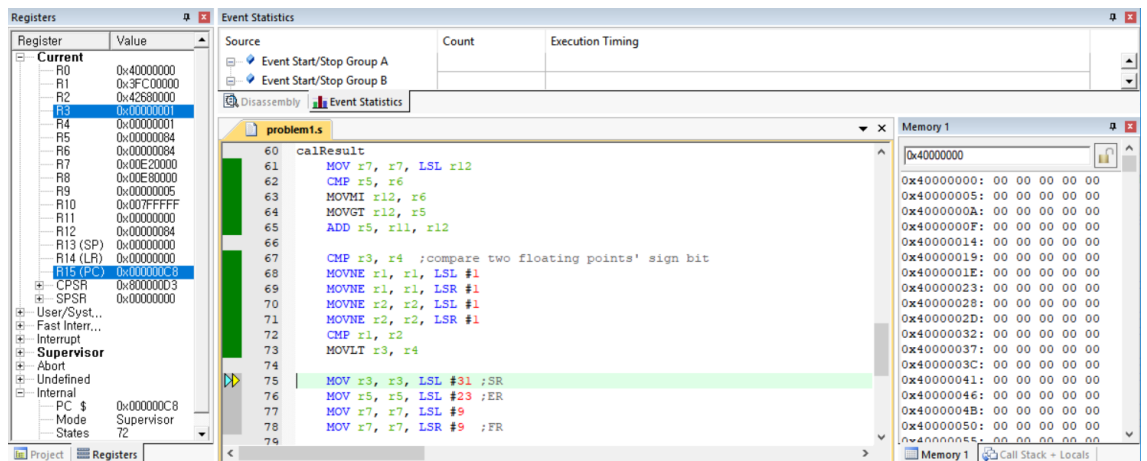 Registers
Register Value
Current
R0 0x40000000
R1 0x3FC00000
R2 0x42680000
R3 0x00000001
R4 0x00000001
R5 0x00000084
R6 0x00000084
R7 0x00E20000
R8 0x00E80000
R9 0x00000005
R10 0x007FFFFF
R11 0x00000000
R12 0x00000084
R13 (SP) 0x00000000
R14 (LR) 0x00000000
R15 (PC) 0x000000C8
CPSR 0x800000D3
SPSR 0x00000000
User/Syst...
Fast Interr...
Interrupt
Supervisor
Abort
Undefined
Internal
PC $ 0x000000C8
Mode Supervisor
States 72
Project Registers
Event Statistics
Source Count Execution Timing
Event Start/Stop Group A
Event Start/Stop Group B
Disassembly Event Statistics
problem1.s
60 calResult
61 MOV r7, r7, LSL r12
62 CMP r5, r6
63 MOVMI r12, r6
64 MOVGT r12, r5
65 ADD r5, r11, r12
66
67 CMP r3, r4 ;compare two floating points' sign bit
68 MOVNE r1, r1, LSL #1
69 MOVNE r1, r1, LSR #1
70 MOVNE r2, r2, LSL #1
71 MOVNE r2, r2, LSR #1
72 CMP r1, r2
73 MOVLT r3, r4
74
75 MOV r3, r3, LSL #31 ;SR
76 MOV r5, r5, LSL #23 ;ER
77 MOV r7, r7, LSL #9
78 MOV r7, r7, LSR #9 ;FR
79
Memory 1
0x40000000
0x40000000: 00 00 00 00 00
0x40000005: 00 00 00 00 00
0x4000000A: 00 00 00 00 00
0x4000000F: 00 00 00 00 00
0x40000014: 00 00 00 00 00
0x40000019: 00 00 00 00 00
0x4000001E: 00 00 00 00 00
0x40000023: 00 00 00 00 00
0x40000028: 00 00 00 00 00
0x4000002D: 00 00 00 00 00
0x40000032: 00 00 00 00 00
0x40000037: 00 00 00 00 00
0x4000003C: 00 00 00 00 00
0x40000041: 00 00 00 00 00
0x40000046: 00 00 00 00 00
0x4000004B: 00 00 00 00 00
0x40000050: 00 00 00 00 00
0x40000055: 00 00 00 00 00
Memory 1 Call Stack + Locals